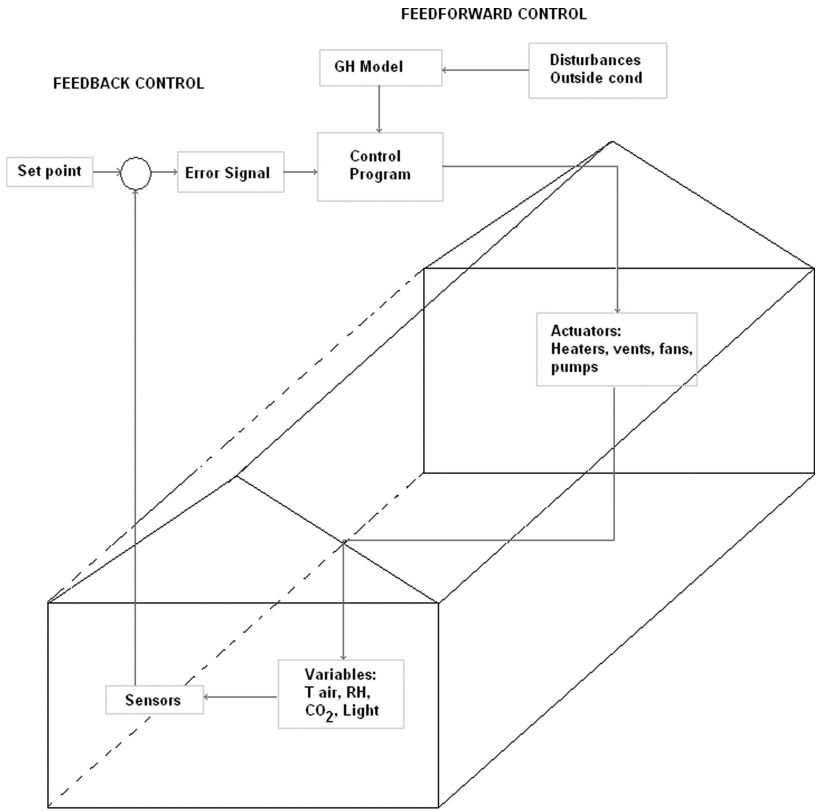 FEEDFORWARD CONTROL
GH Model
Disturbances
Outside cond
FEEDBACK CONTROL
Set point
Error Signal
Control
Program
Actuators:
Heaters, vents, fans,
pumps
Variables:
T air, RH,
CO2, Light
Sensors